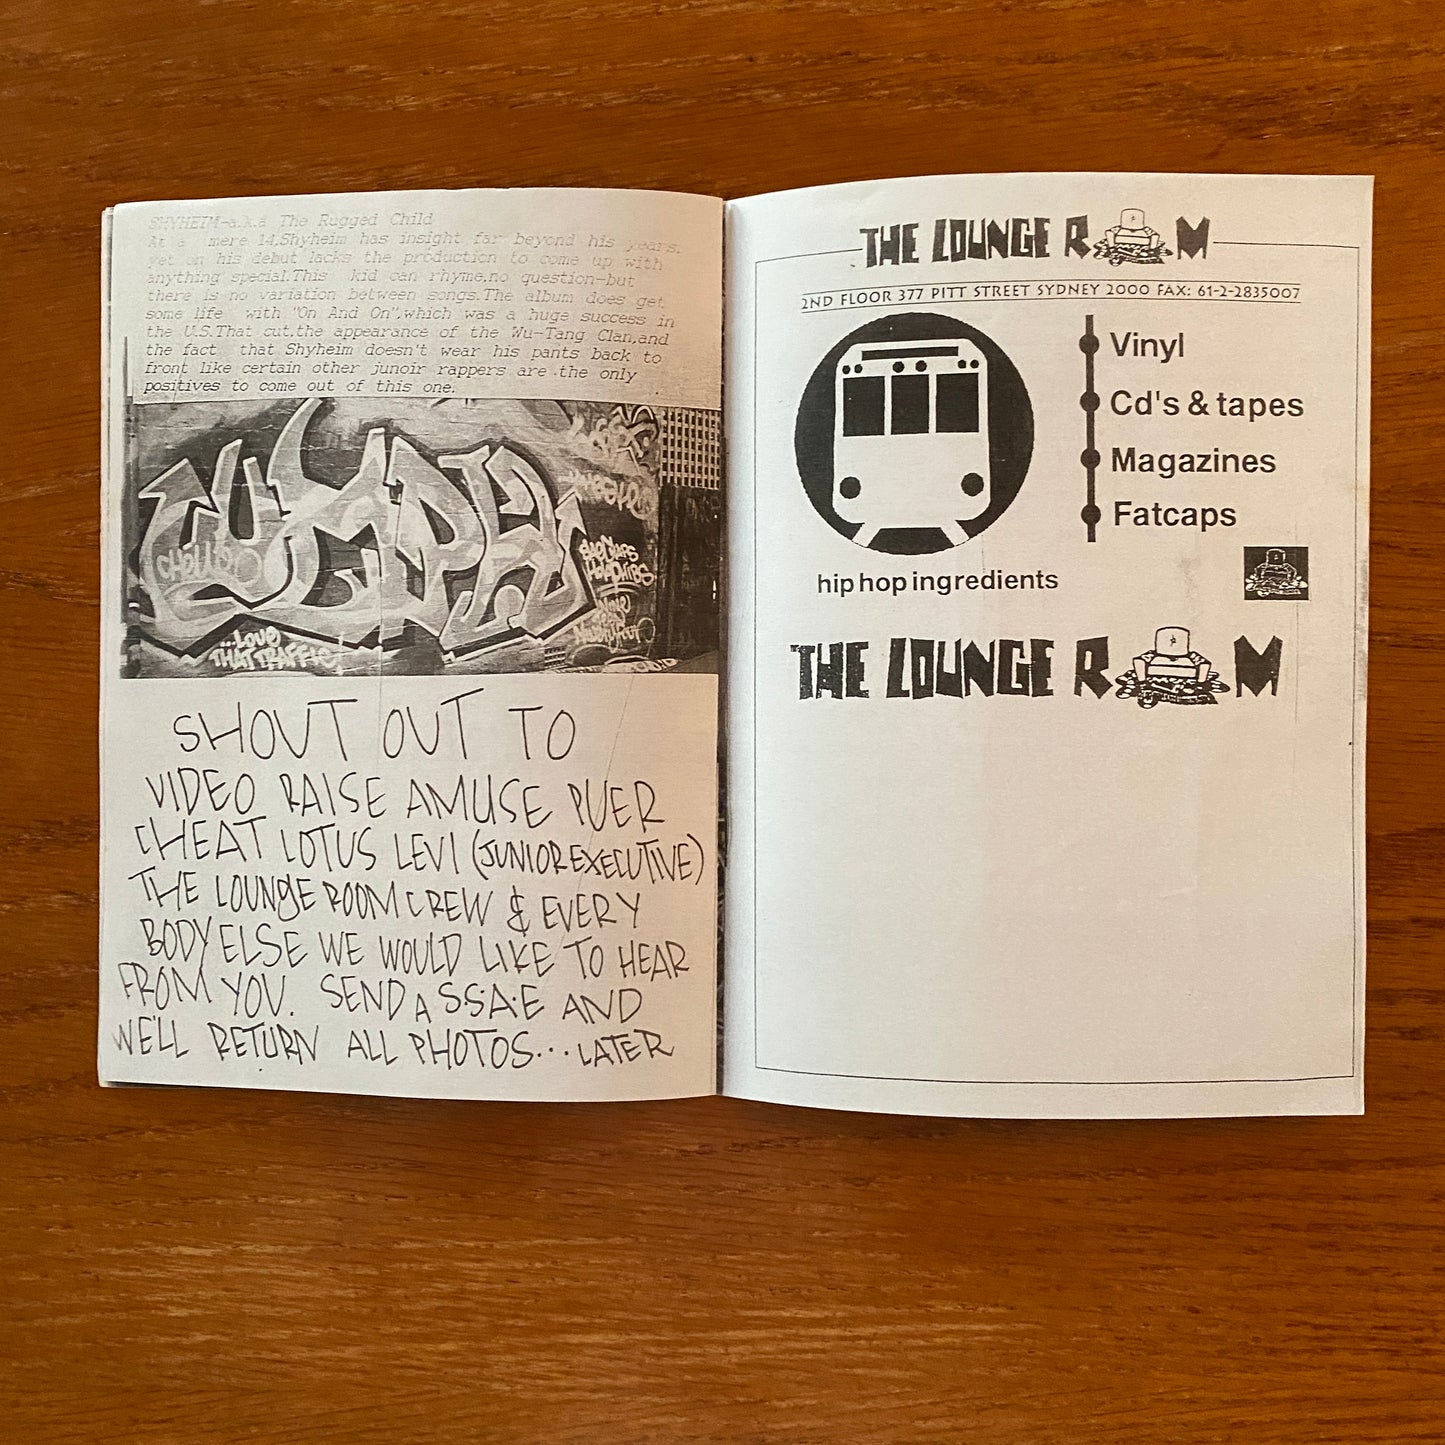 SHYHEIM-a.k.a The Rugged Child
At a mere 14.Shyheim has insight far beyond his years.
yet on his debut lacks the production to come up with
anything special.This kid can rhyme.no question-but
there is no variation between songs.The album does get
some life with "On And On",which was a huge success in
the U.S.That cut.the appearance of the Wu-Tang Clan,and
the fact that Shyheim doesn't wear his pants back to
front like certain other junoir rappers are the only
positives to come out of this one.
..LOVE
THAT TRAFFIC
SHOUT OUT TO
VIDEO RAISE AMUSE PUER
CHEAT LOTUS LEVI (JUNIOR EXECUTIVE)
THE LOUNGE ROOM CREW & EVERY
BODY ELSE WE WOULD LIKE TO HEAR
FROM YOU. SEND A S.S.A.E AND
WE'LL RETURN ALL PHOTOS... LATER
THE LOUNGE ROOM
2ND FLOOR 377 PITT STREET SYDNEY 2000 FAX: 61-2-2835007
Vinyl
Cd's & tapes
Magazines
Fatcaps
hip hop ingredients
THE LOUNGE ROOM